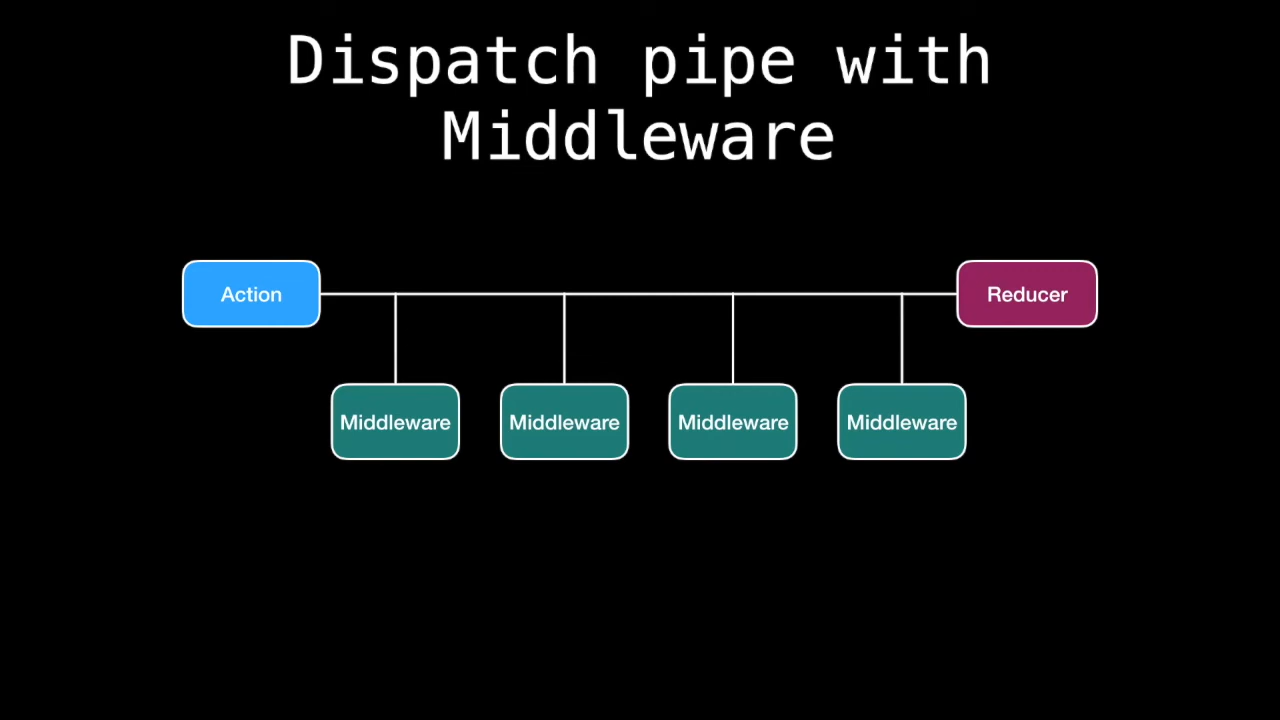 Dispatch pipe with
Middleware
Action
Reducer
Middleware
Middleware
Middleware
Middleware